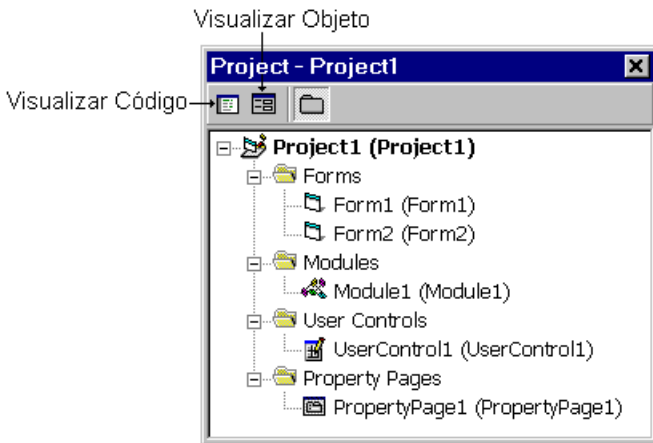 Visualizar Objeto
Project - Project1
Visualizar Código
Project1 (Project1)
Forms
Form1 (Form1)
Form2 (Form2)
Modules
Module1 (Module1)
User Controls
UserControl1 (UserControl1)
Property Pages
PropertyPage1 (PropertyPage1)